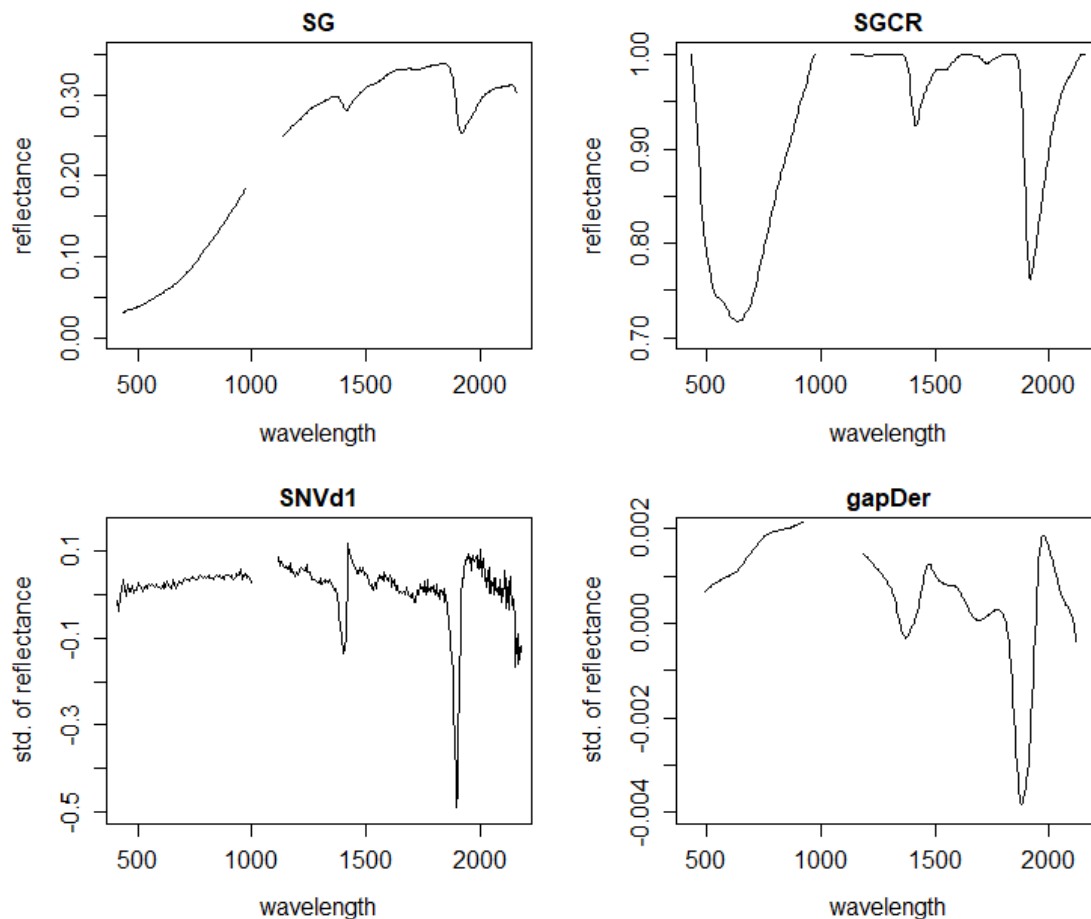 SG
reflectance
0.00 0.10 0.20 0.30
500 1000 1500 2000
wavelength
SGCR
reflectance
0.70 0.80 0.90 1.00
500 1000 1500 2000
wavelength
SNVd1
std. of reflectance
-0.5 -0.3 -0.1 0.1
500 1000 1500 2000
wavelength
gapDer
std. of reflectance
-0.004 -0.002 0.000 0.002
500 1000 1500 2000
wavelength